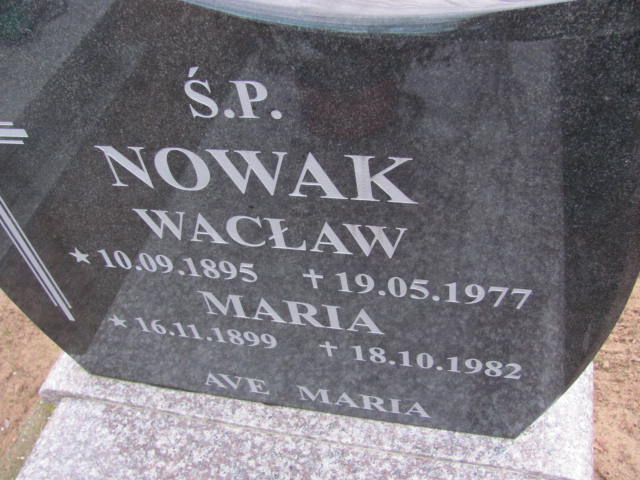 Ś.P.
NOWAK
WACŁAW
★ 10.09.1895 ✝ 19.05.1977
MARIA
★ 16.11.1899 ✝ 18.10.1982
AVE MARIA